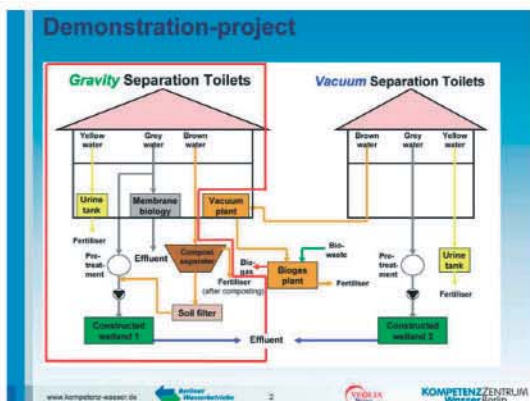 Demonstration-project
Gravity Separation Toilets
Vacuum Separation Toilets
Yellow water
Grey water
Brown water
Brown water
Grey water
Yellow water
Urine tank
Membrane biology
Vacuum plant
Fertiliser
Pre-treat-ment
Effluent
Compost separator
Bio-gas
Bio-waste
Fertiliser
(after composting)
Biogas plant
Fertiliser
Pre-treat-ment
Urine tank
Fertiliser
Soil filter
Constructed wetland 1
Effluent
Constructed wetland 2
www.kompetenz-wasser.de
Berliner
Wasserbetriebe
2
VEOLIA
KOMPETENZZENTRUM
WasserBerlin